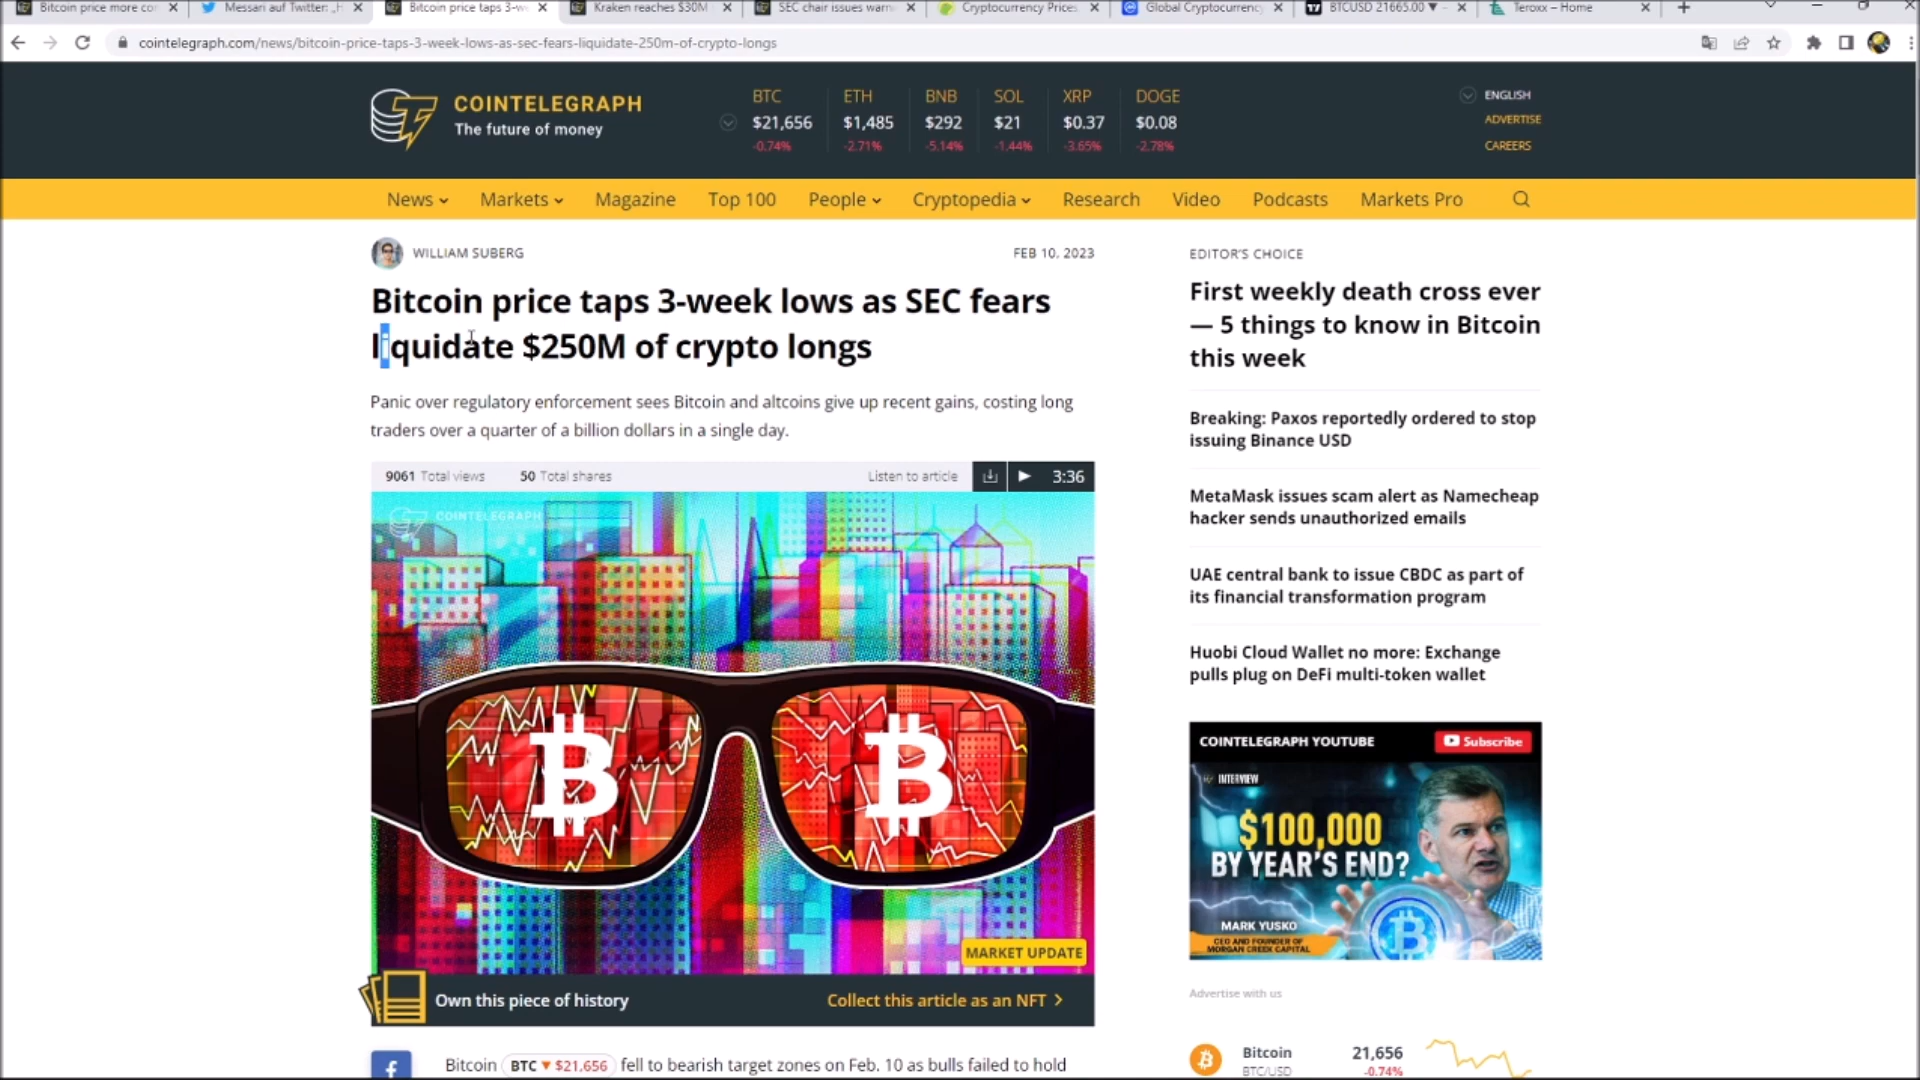 Bitcoin price more co
Messari auf Twitter: „H
Bitcoin price taps 3-w
Kraken reaches $30M
SEC chair issues warn
Cryptocurrency Prices
Global Cryptocurrency
BTCUSD 21665.00 ▼
Teroxx – Home
cointelegraph.com/news/bitcoin-price-taps-3-week-lows-as-sec-fears-liquidate-250m-of-crypto-longs
COINTELEGRAPH
The future of money
BTC ETH BNB SOL XRP DOGE
$21,656 $1,485 $292 $21 $0.37 $0.08
-0.74% -2.71% -5.14% -1.44% -3.65% -2.78%
ENGLISH
ADVERTISE
CAREERS
News Markets Magazine Top 100 People Cryptopedia Research Video Podcasts Markets Pro
WILLIAM SUBERG
FEB 10, 2023
Bitcoin price taps 3-week lows as SEC fears
liquidate $250M of crypto longs
Panic over regulatory enforcement sees Bitcoin and altcoins give up recent gains, costing long
traders over a quarter of a billion dollars in a single day.
9061 Total views 50 Total shares
Listen to article 3:36
COINTELEGRAPH
MARKET UPDATE
Own this piece of history
Collect this article as an NFT
Bitcoin BTC ▼ $21,656 fell to bearish target zones on Feb. 10 as bulls failed to hold
EDITOR'S CHOICE
First weekly death cross ever
— 5 things to know in Bitcoin
this week
Breaking: Paxos reportedly ordered to stop
issuing Binance USD
MetaMask issues scam alert as Namecheap
hacker sends unauthorized emails
UAE central bank to issue CBDC as part of
its financial transformation program
Huobi Cloud Wallet no more: Exchange
pulls plug on DeFi multi-token wallet
COINTELEGRAPH YOUTUBE
Subscribe
INTERVIEW
$100,000
BY YEAR'S END?
MARK YUSKO
CEO AND FOUNDER OF
MORGAN CREEK CAPITAL
Advertise with us
Bitcoin 21,656
BTC/USD -0.74%